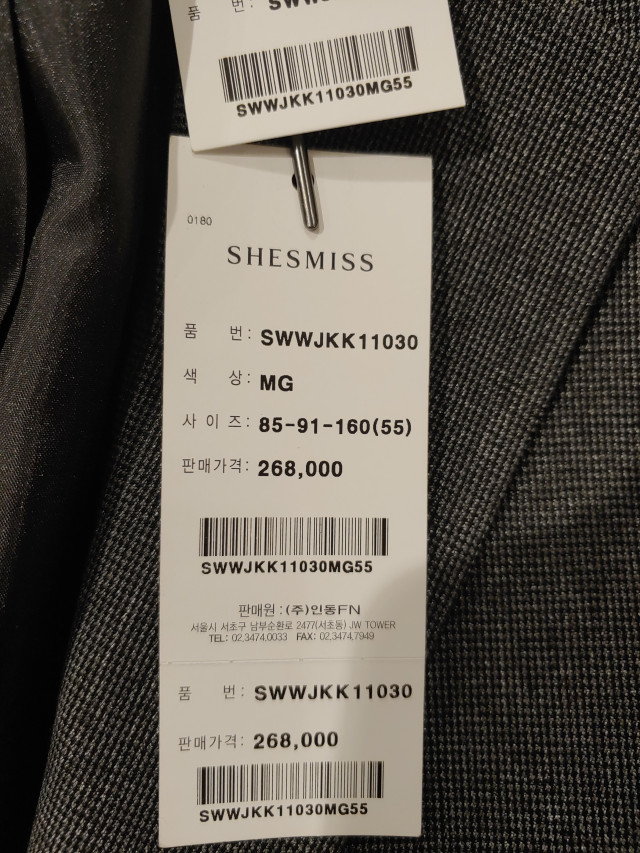 품 번: SWWJ
SWWJKK11030MG55
0180
SHESMISS
품 번: SWWJKK11030
색 상: MG
사 이 즈: 85-91-160(55)
판매가격: 268,000
SWWJKK11030MG55
판매원 : (주)인동FN
서울시 서초구 남부순환로 2477(서초동) JW TOWER
TEL: 02.3474.0033 FAX: 02.3474.7949
품 번: SWWJKK11030
판매가격: 268,000
SWWJKK11030MG55